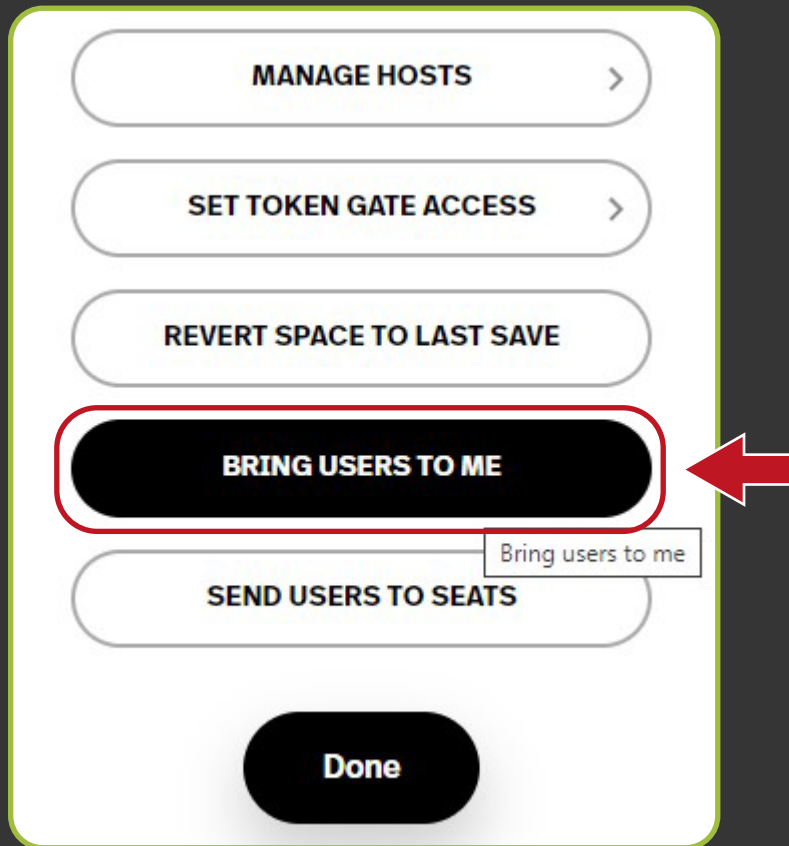 MANAGE HOSTS
SET TOKEN GATE ACCESS
REVERT SPACE TO LAST SAVE
BRING USERS TO ME
Bring users to me
SEND USERS TO SEATS
Done